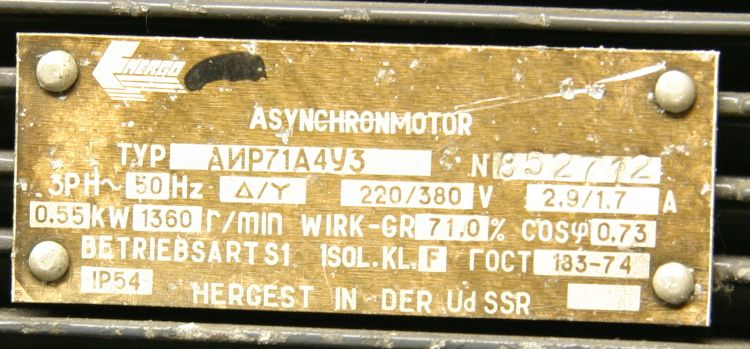 ENERGO
ASYNCHRONMOTOR
TYP АИР71А4У3 N 852712
3PH~ 50 Hz Δ/Y 220/380 V 2.9/1.7 A
0.55 KW 1360 r/min WIRK-GR 71.0 % COSφ 0.73
BETRIEBSART S1 ISOL.KL. F ГОСТ 183-74
IP54 HERGEST IN DER UdSSR